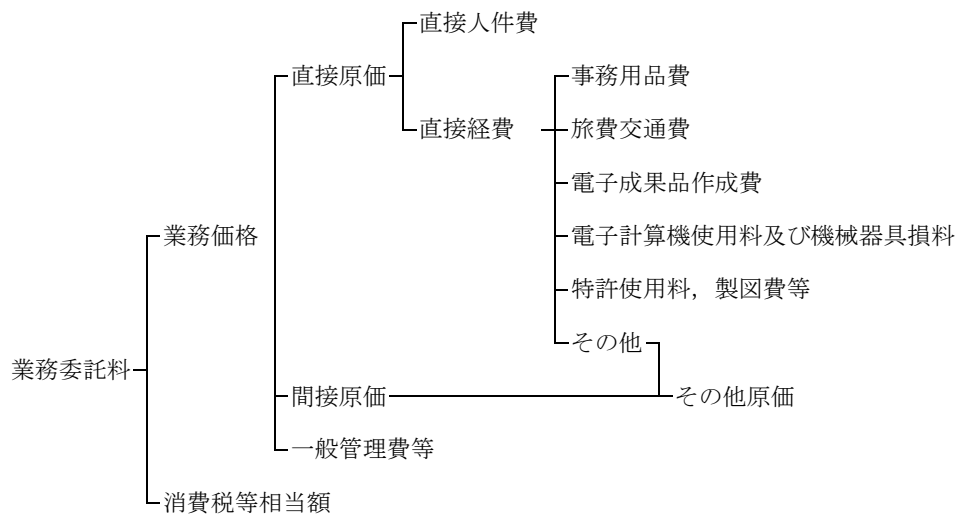 直接人件費
直接原価
事務用品費
直接経費
旅費交通費
電子成果品作成費
業務価格
電子計算機使用料及び機械器具損料
特許使用料，製図費等
その他
業務委託料
間接原価
その他原価
一般管理費等
消費税等相当額